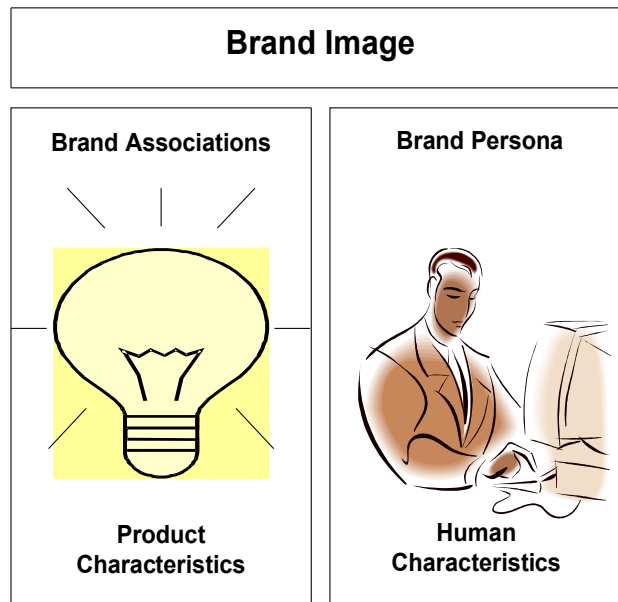 Brand Image
Brand Associations
Product
Characteristics
Brand Persona
Human
Characteristics